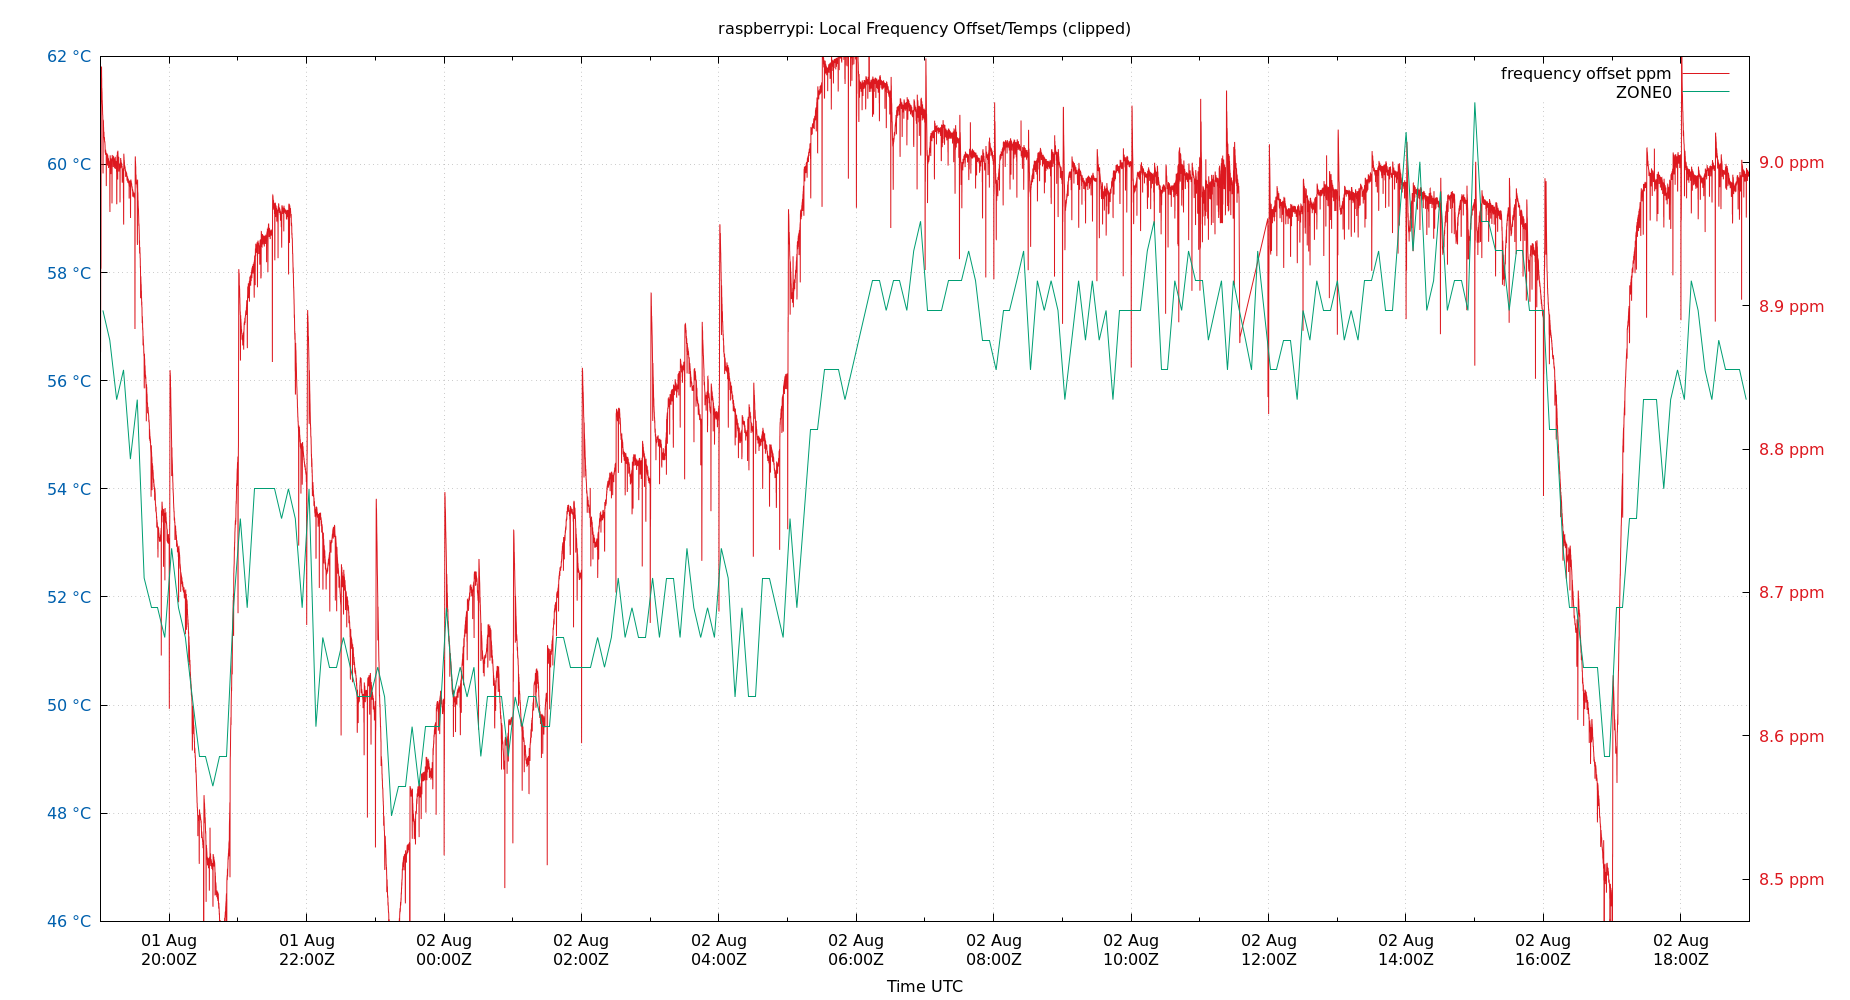 raspberrypi: Local Frequency Offset/Temps (clipped)
62 °C
60 °C
58 °C
56 °C
54 °C
52 °C
50 °C
48 °C
46 °C
frequency offset ppm
ZONE0
9.0 ppm
8.9 ppm
8.8 ppm
8.7 ppm
8.6 ppm
8.5 ppm
01 Aug
20:00Z
01 Aug
22:00Z
02 Aug
00:00Z
02 Aug
02:00Z
02 Aug
04:00Z
02 Aug
06:00Z
02 Aug
08:00Z
02 Aug
10:00Z
02 Aug
12:00Z
02 Aug
14:00Z
02 Aug
16:00Z
02 Aug
18:00Z
Time UTC